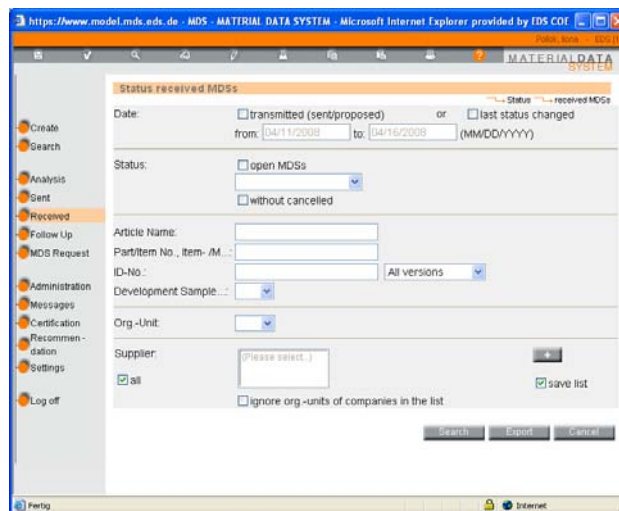 https://www.model.mds.eds.de - MDS - MATERIAL DATA SYSTEM - Microsoft Internet Explorer provided by EDS COE
MATERIALDATA
SYSTEM
Status received MDSs
Status received MDSs
Date: transmitted (sent/proposed) or last status changed
from: 04/11/2008 to: 04/16/2008 (MM/DD/YYYY)
Status: open MDSs
without cancelled
Article Name:
Part/Item No., Item- /M...:
ID-No.: All versions
Development Sample...:
Org.-Unit:
Supplier: (Please select..) +
all save list
ignore org.-units of companies in the list
Search Export Cancel
Create
Search
Analysis
Sent
Received
Follow Up
MDS Request
Administration
Messages
Certification
Recommen-
dation
Settings
Log off
Fertig Internet